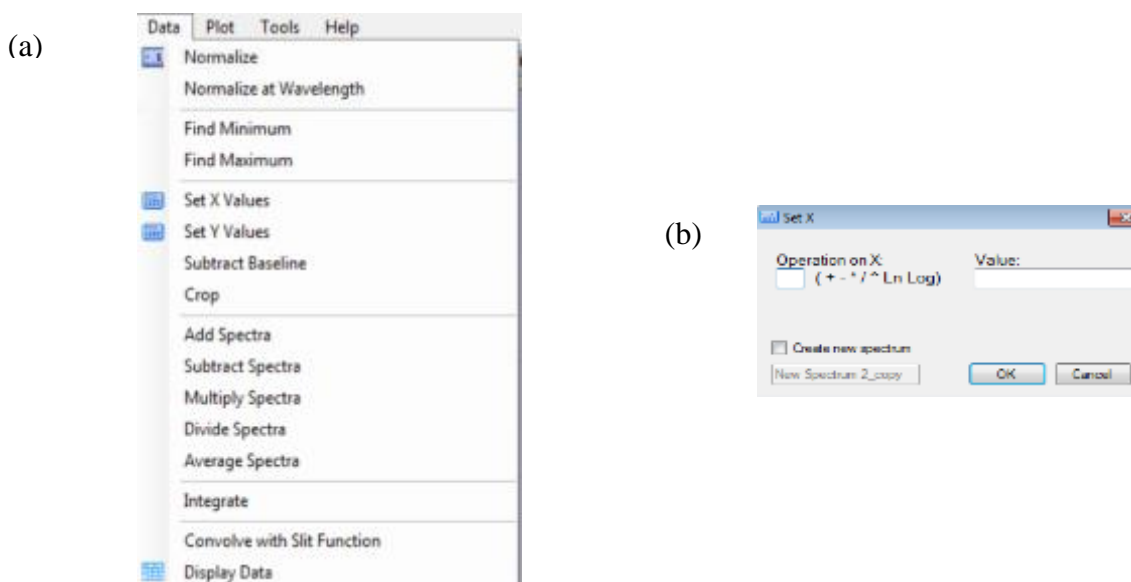 (a)
Data Plot Tools Help
Normalize
Normalize at Wavelength
Find Minimum
Find Maximum
Set X Values
Set Y Values
Subtract Baseline
Crop
Add Spectra
Subtract Spectra
Multiply Spectra
Divide Spectra
Average Spectra
Integrate
Convolve with Slit Function
Display Data
(b)
Set X
Operation on X: Value:
( + - * / ^ Ln Log)
Create new spectrum
New Spectrum 2_copy OK Cancel